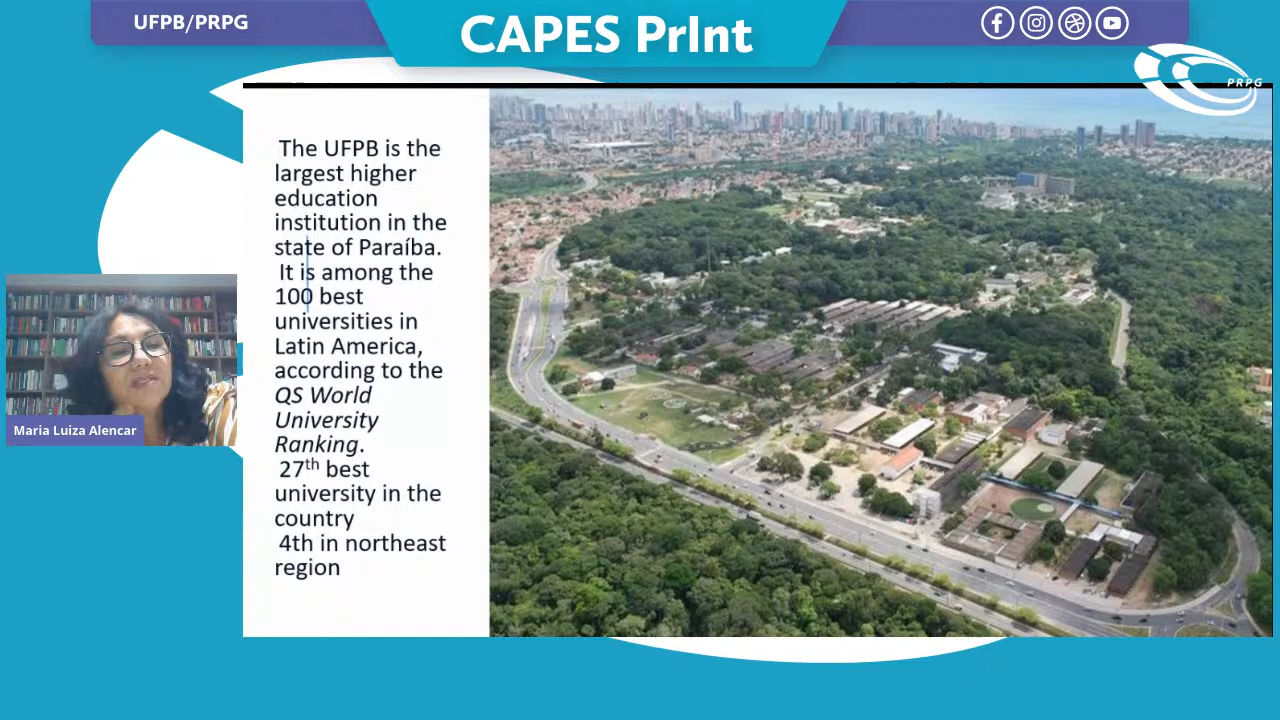 UFPB/PRPG
CAPES PrInt
PRPG
The UFPB is the
largest higher
education
institution in the
state of Paraíba.
It is among the
100 best
universities in
Latin America,
according to the
QS World
University
Ranking.
27th best
university in the
country
4th in northeast
region
Maria Luiza Alencar